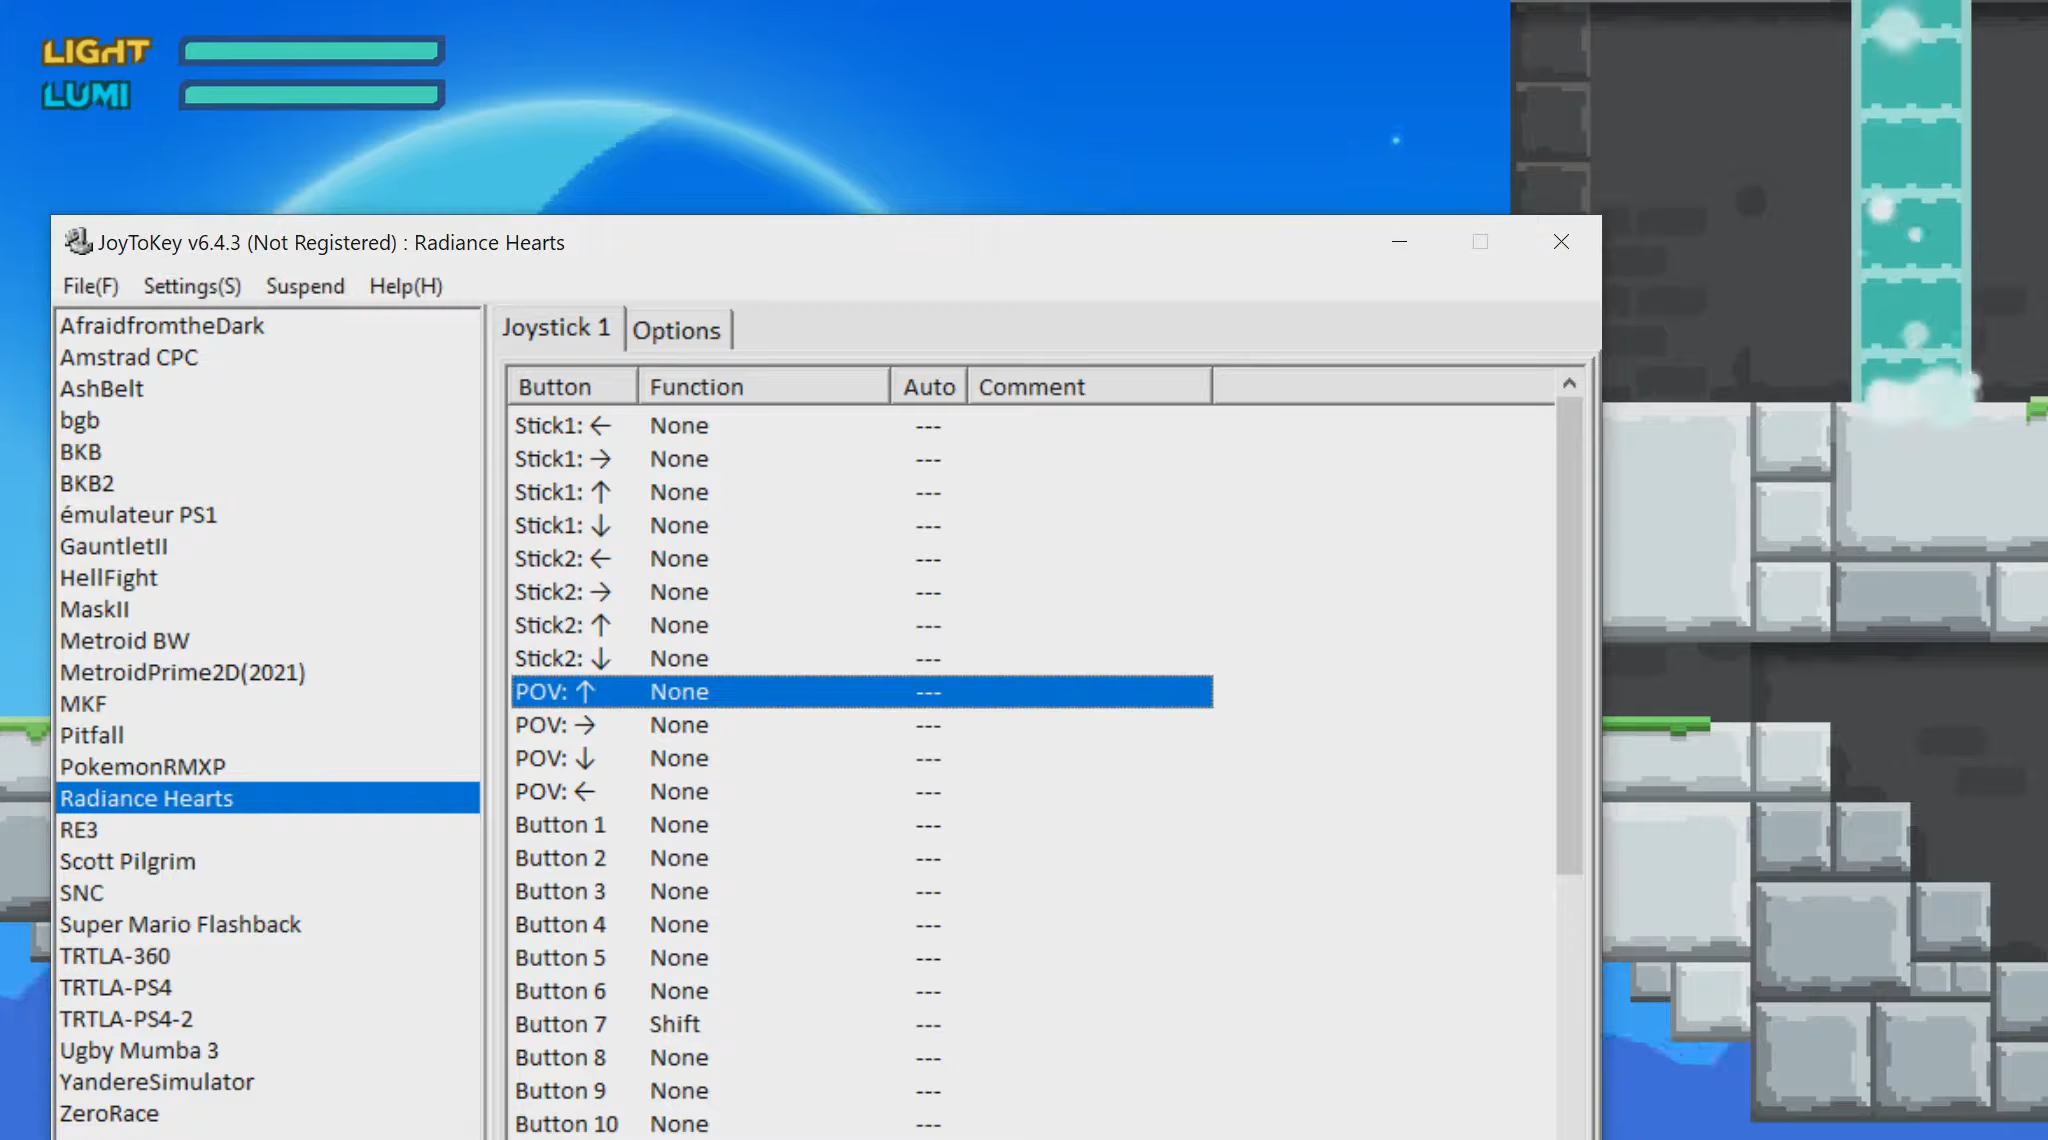 LIGHT
LUMI
JoyToKey v6.4.3 (Not Registered) : Radiance Hearts
File(F) Settings(S) Suspend Help(H)
AfraidfromtheDark
Amstrad CPC
AshBelt
bgb
BKB
BKB2
émulateur PS1
GauntletII
HellFight
MaskII
Metroid BW
MetroidPrime2D(2021)
MKF
Pitfall
PokemonRMXP
Radiance Hearts
RE3
Scott Pilgrim
SNC
Super Mario Flashback
TRTLA-360
TRTLA-PS4
TRTLA-PS4-2
Ugby Mumba 3
YandereSimulator
ZeroRace
Joystick 1 Options
Button Function Auto Comment
Stick1: ← None ---
Stick1: → None ---
Stick1: ↑ None ---
Stick1: ↓ None ---
Stick2: ← None ---
Stick2: → None ---
Stick2: ↑ None ---
Stick2: ↓ None ---
POV: ↑ None ---
POV: → None ---
POV: ↓ None ---
POV: ← None ---
Button 1 None ---
Button 2 None ---
Button 3 None ---
Button 4 None ---
Button 5 None ---
Button 6 None ---
Button 7 Shift ---
Button 8 None ---
Button 9 None ---
Button 10 None ---